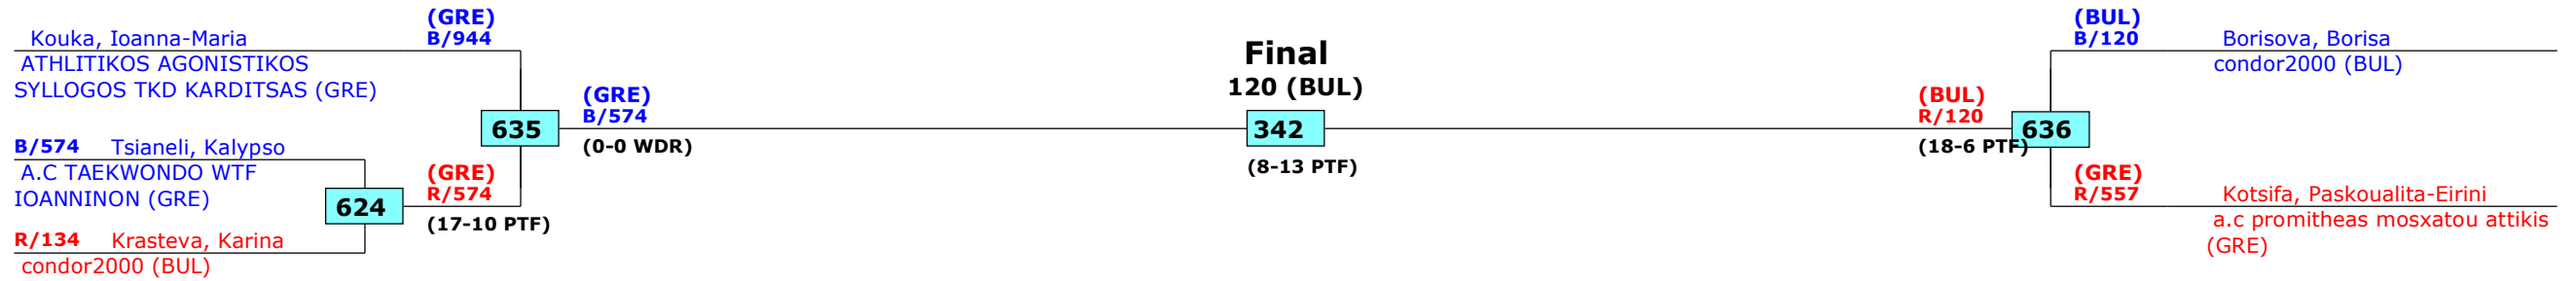 (GRE)
B/944
Kouka, Ioanna-Maria
ATHLITIKOS AGONISTIKOS
SYLLOGOS TKD KARDITSAS (GRE)
B/574 Tsianeli, Kalypso
A.C TAEKWONDO WTF
IOANNINON (GRE)
R/134 Krasteva, Karina
condor2000 (BUL)
624
(GRE)
R/574
(17-10 PTF)
635
(GRE)
B/574
(0-0 WDR)
Final
120 (BUL)
342
(8-13 PTF)
(BUL)
R/120
(18-6 PTF)
636
(BUL)
B/120
Borisova, Borisa
condor2000 (BUL)
(GRE)
R/557
Kotsifa, Paskoualita-Eirini
a.c promitheas mosxatou attikis
(GRE)